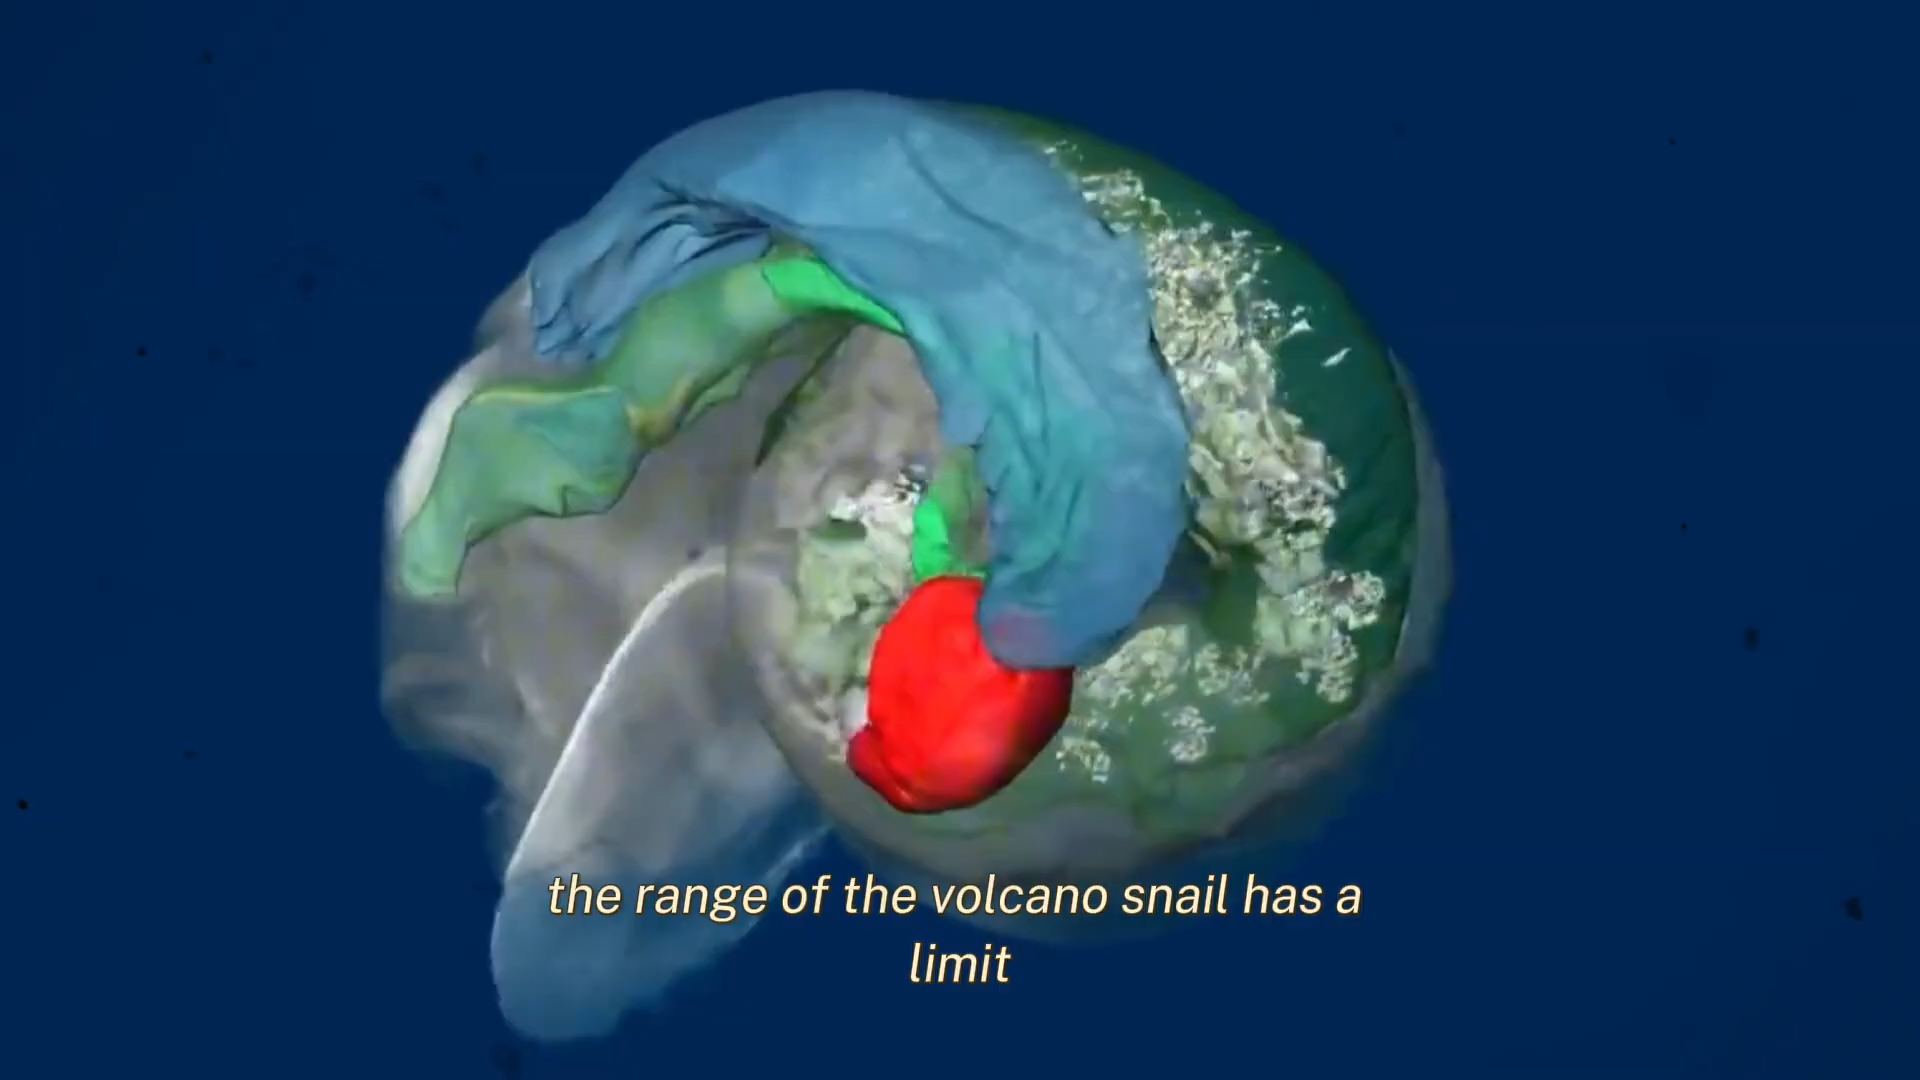 the range of the volcano snail has a
limit